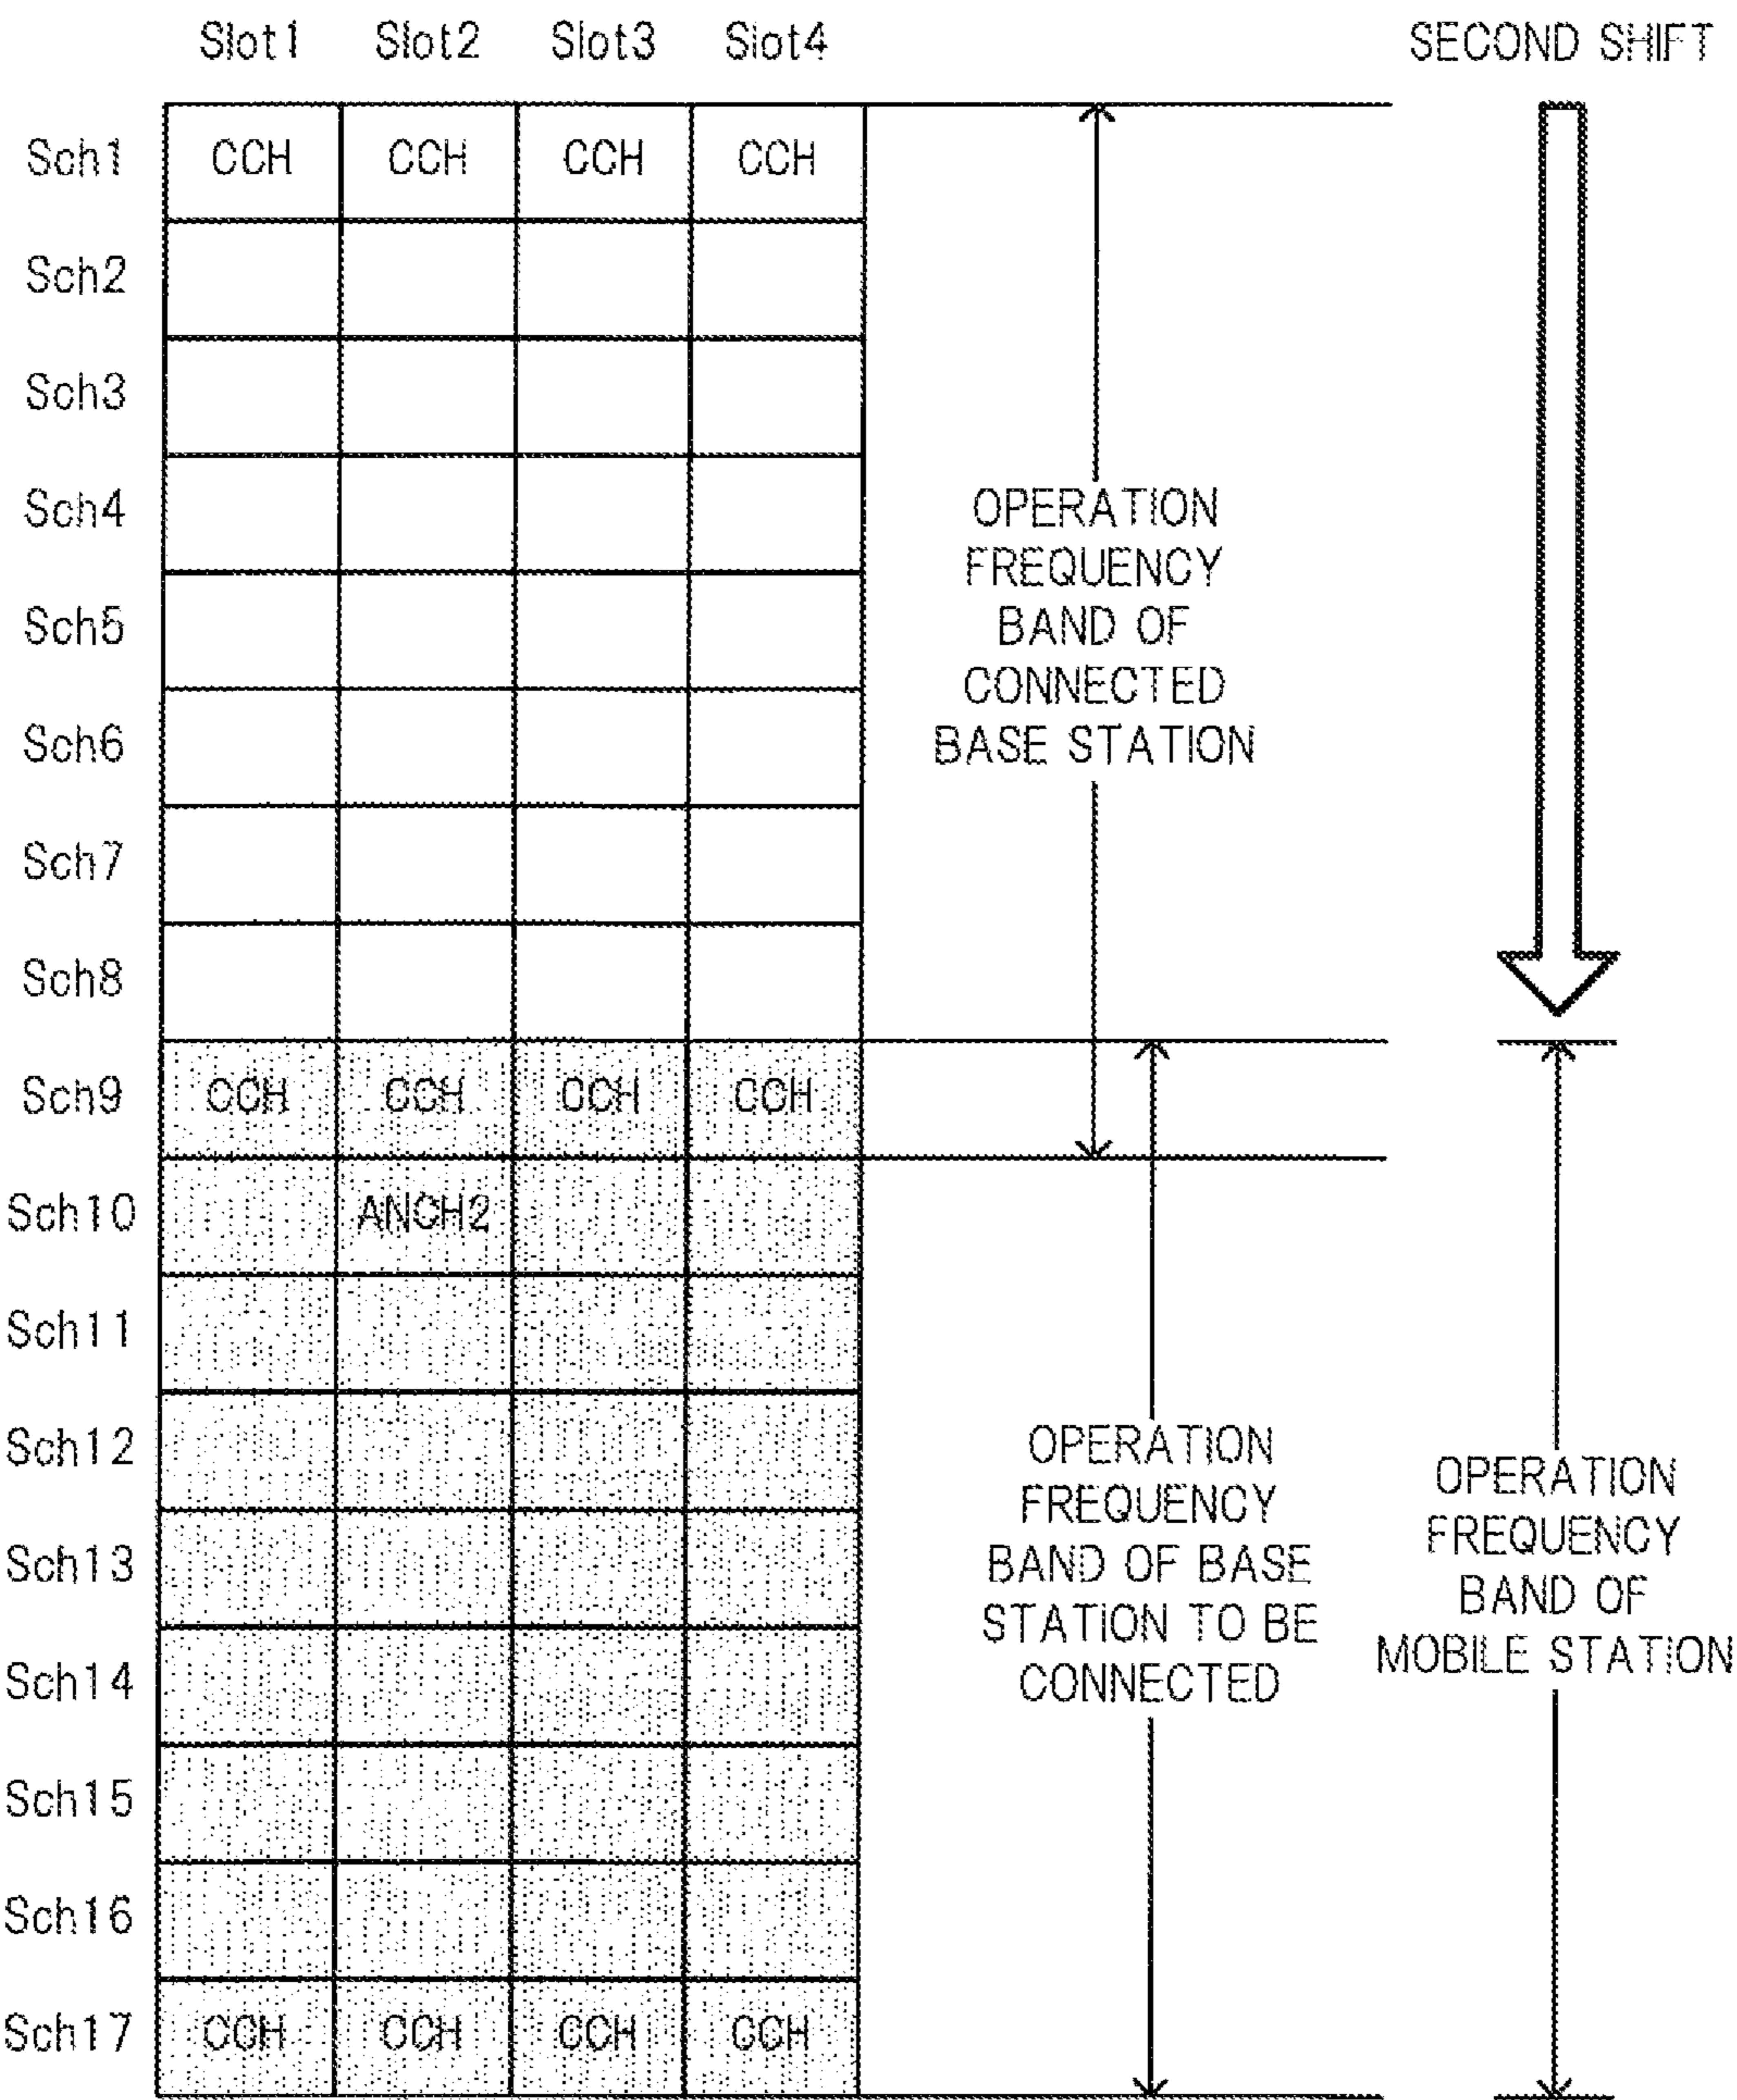 Slot1 Slot2 Slot3 Slot4 SECOND SHIFT
Sch1 CCH CCH CCH CCH
Sch2
Sch3
Sch4
Sch5
Sch6
Sch7
Sch8
OPERATION
FREQUENCY
BAND OF
CONNECTED
BASE STATION
Sch9 CCH CCH CCH CCH
Sch10 ANCH2
Sch11
Sch12
Sch13
Sch14
Sch15
Sch16
Sch17 CCH CCH CCH CCH
OPERATION
FREQUENCY
BAND OF BASE
STATION TO BE
CONNECTED
OPERATION
FREQUENCY
BAND OF
MOBILE STATION